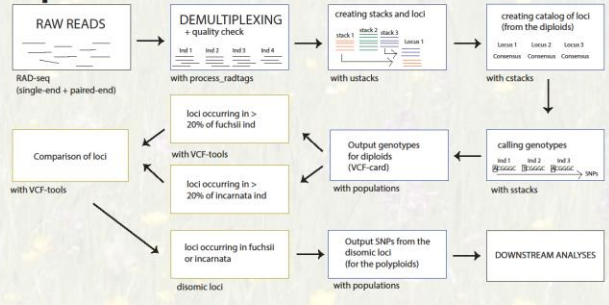 RAW READS
RAD-seq
(single-end + paired-end)
DEMULTIPLEXING
+ quality check
Ind 1 Ind 2 Ind 3 Ind 4
with process_radtags
creating stacks and loci
stack 1 stack 2 stack 3
Locus 1
with ustacks
creating catalog of loci
(from the diploids)
Locus 1 Locus 2 Locus 3
Consensus Consensus Consensus
with cstacks
calling genotypes
Ind 1 Ind 2 Ind 3
ACGGGC TCGGGC ACGGGC
SNPs
with sstacks
Output genotypes
for diploids
(VCF-card)
with populations
loci occurring in >
20% of fuchsii ind
with VCF-tools
loci occurring in >
20% of incarnata ind
Comparison of loci
with VCF-tools
loci occurring in fuchsii
or incarnata
disomic loci
Output SNPs from the
disomic loci
(for the polyploids)
with populations
DOWNSTREAM ANALYSES